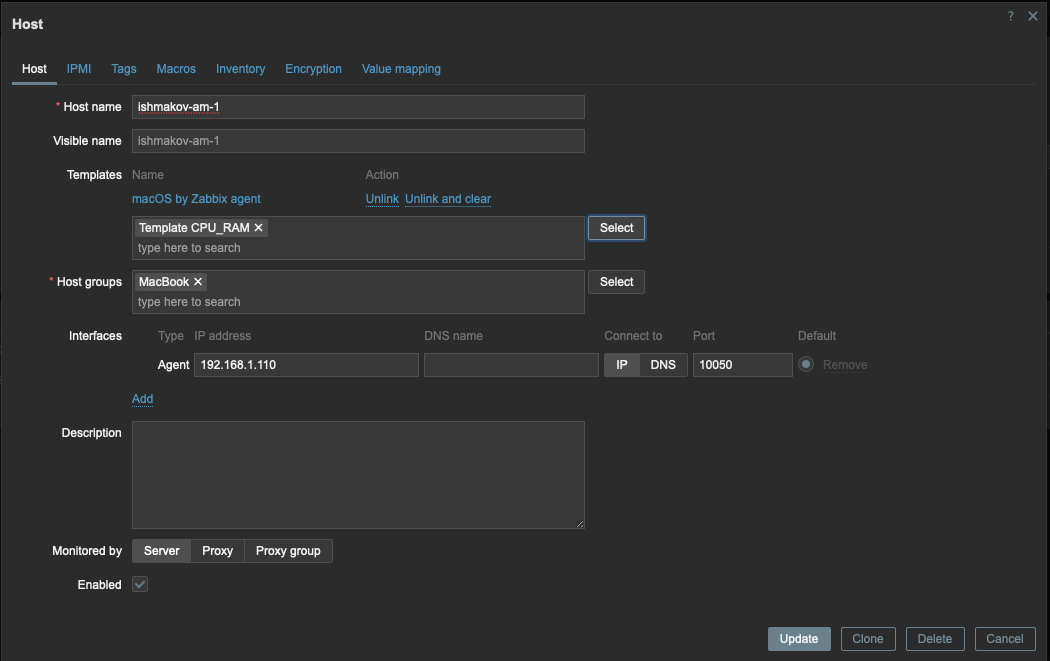 Host
? ✕
Host IPMI Tags Macros Inventory Encryption Value mapping
* Host name ishmakov-am-1
Visible name ishmakov-am-1
Templates Name Action
macOS by Zabbix agent Unlink Unlink and clear
Template CPU_RAM ✕ Select
type here to search
* Host groups MacBook ✕ Select
type here to search
Interfaces Type IP address DNS name Connect to Port Default
Agent 192.168.1.110 IP DNS 10050 Remove
Add
Description
Monitored by Server Proxy Proxy group
Enabled
Update Clone Delete Cancel